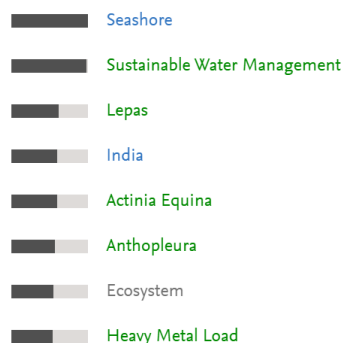 Seashore
Sustainable Water Management
Lepas
India
Actinia Equina
Anthopleura
Ecosystem
Heavy Metal Load